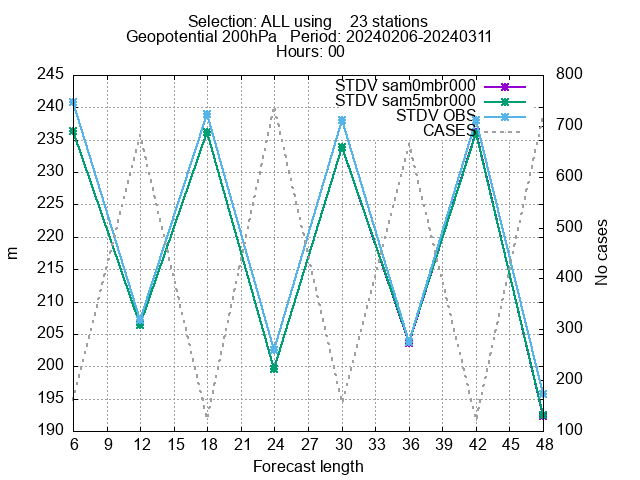 Selection: ALL using    23 stations
Geopotential 200hPa   Period: 20240206-20240311
Hours: 00
STDV sam0mbr000
STDV sam5mbr000
STDV OBS
CASES
245
240
235
230
225
220
215
210
205
200
195
190
m
800
700
600
500
400
300
200
100
No cases
6 9 12 15 18 21 24 27 30 33 36 39 42 45 48
Forecast length